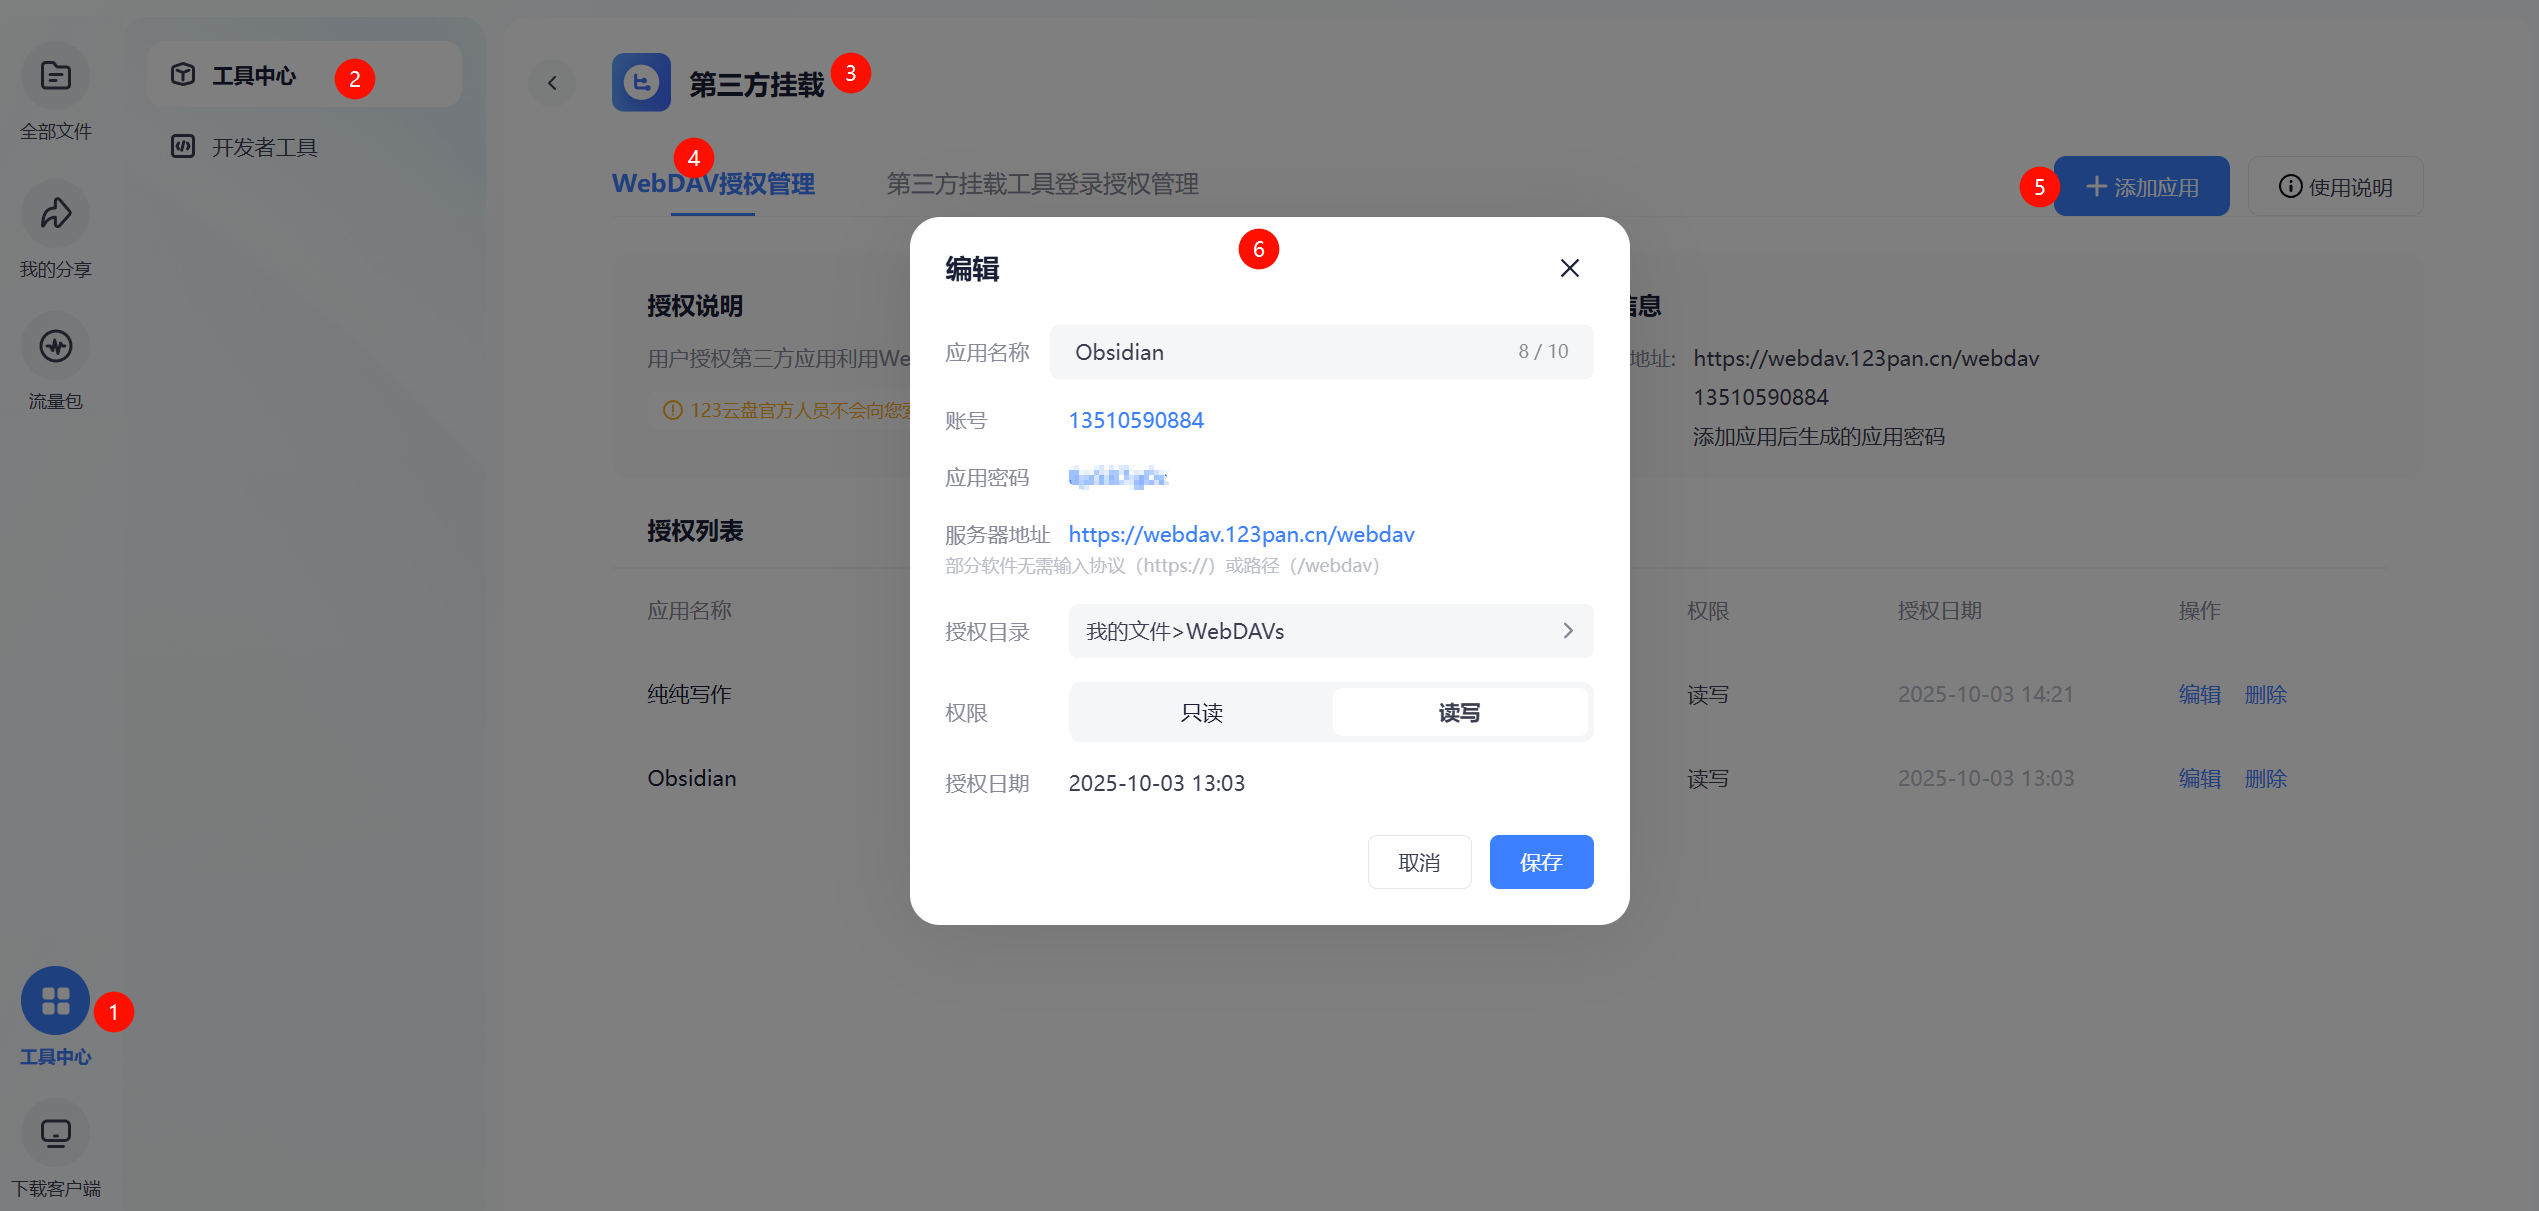 全部文件
我的分享
流量包
工具中心
1
下载客户端
工具中心
2
开发者工具
第三方挂载
3
4
WebDAV授权管理
第三方挂载工具登录授权管理
5
添加应用
使用说明
授权说明
用户授权第三方应用利用We
123云盘官方人员不会向您
信息
地址:
https://webdav.123pan.cn/webdav
13510590884
添加应用后生成的应用密码
授权列表
应用名称
权限
授权日期
操作
纯纯写作
读写
2025-10-03 14:21
编辑
删除
Obsidian
读写
2025-10-03 13:03
编辑
删除
编辑
6
应用名称
Obsidian
8 / 10
账号
13510590884
应用密码
服务器地址
https://webdav.123pan.cn/webdav
部分软件无需输入协议（https://）或路径（/webdav）
授权目录
我的文件>WebDAVs
权限
只读
读写
授权日期
2025-10-03 13:03
取消
保存